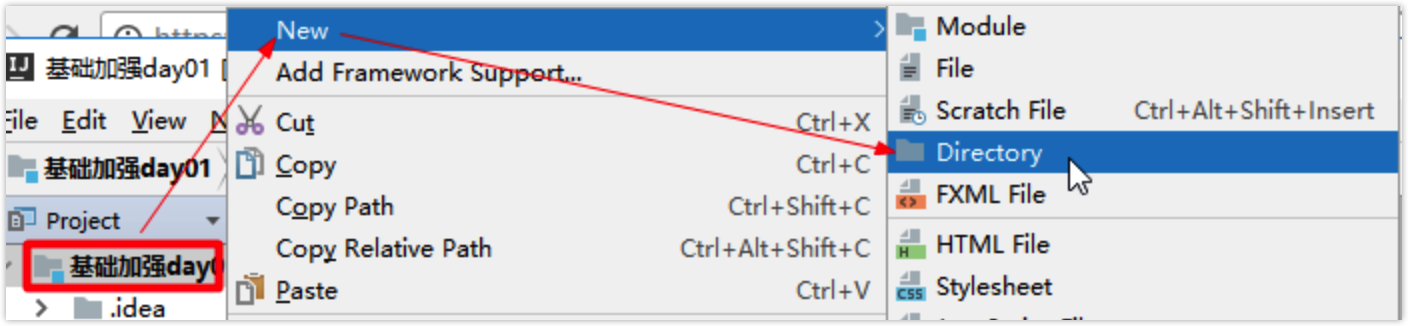 https
基础加强day01 [
File Edit View N
基础加强day01
Project
基础加强day0
.idea
New
Add Framework Support...
Cut Ctrl+X
Copy Ctrl+C
Copy Path Ctrl+Shift+C
Copy Relative Path Ctrl+Alt+Shift+C
Paste Ctrl+V
Module
File
Scratch File Ctrl+Alt+Shift+Insert
Directory
FXML File
HTML File
Stylesheet